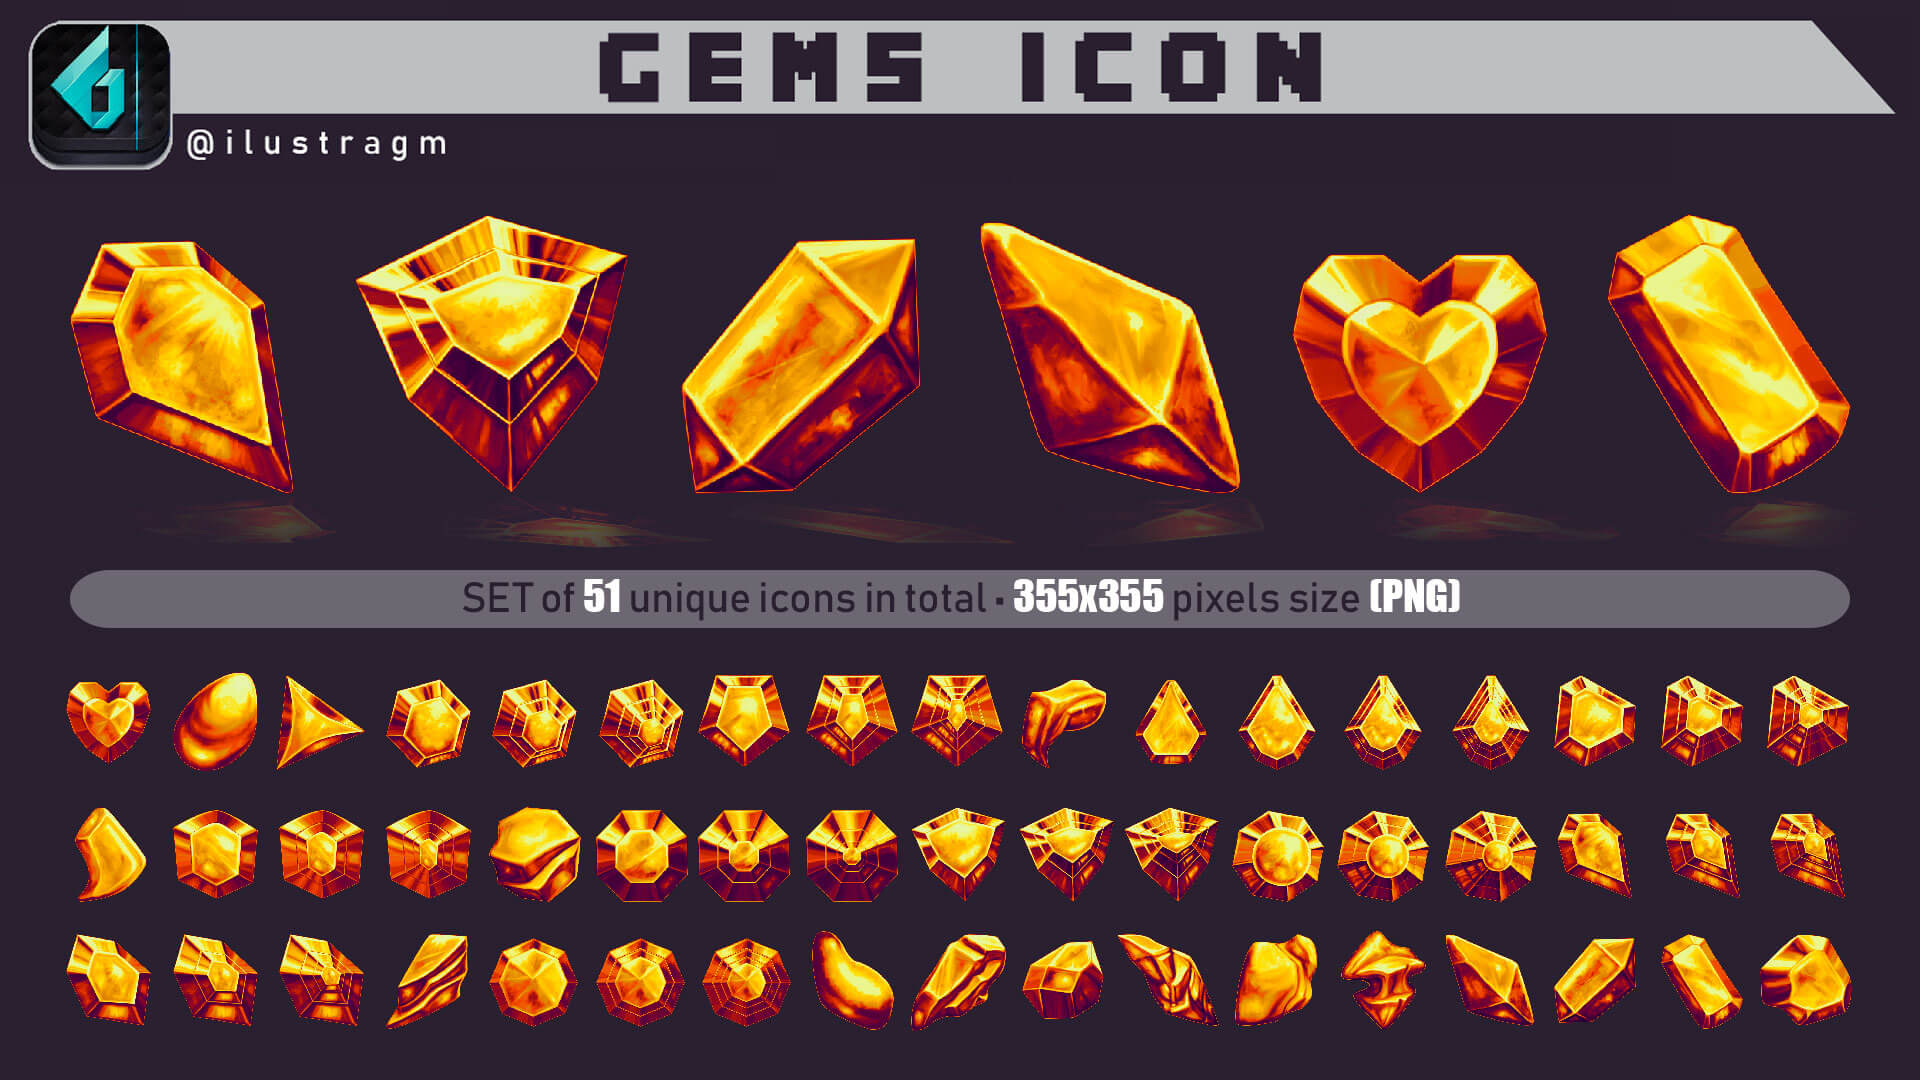 GEMS ICON
@ilustragm
SET of 51 unique icons in total · 355x355 pixels size (PNG)